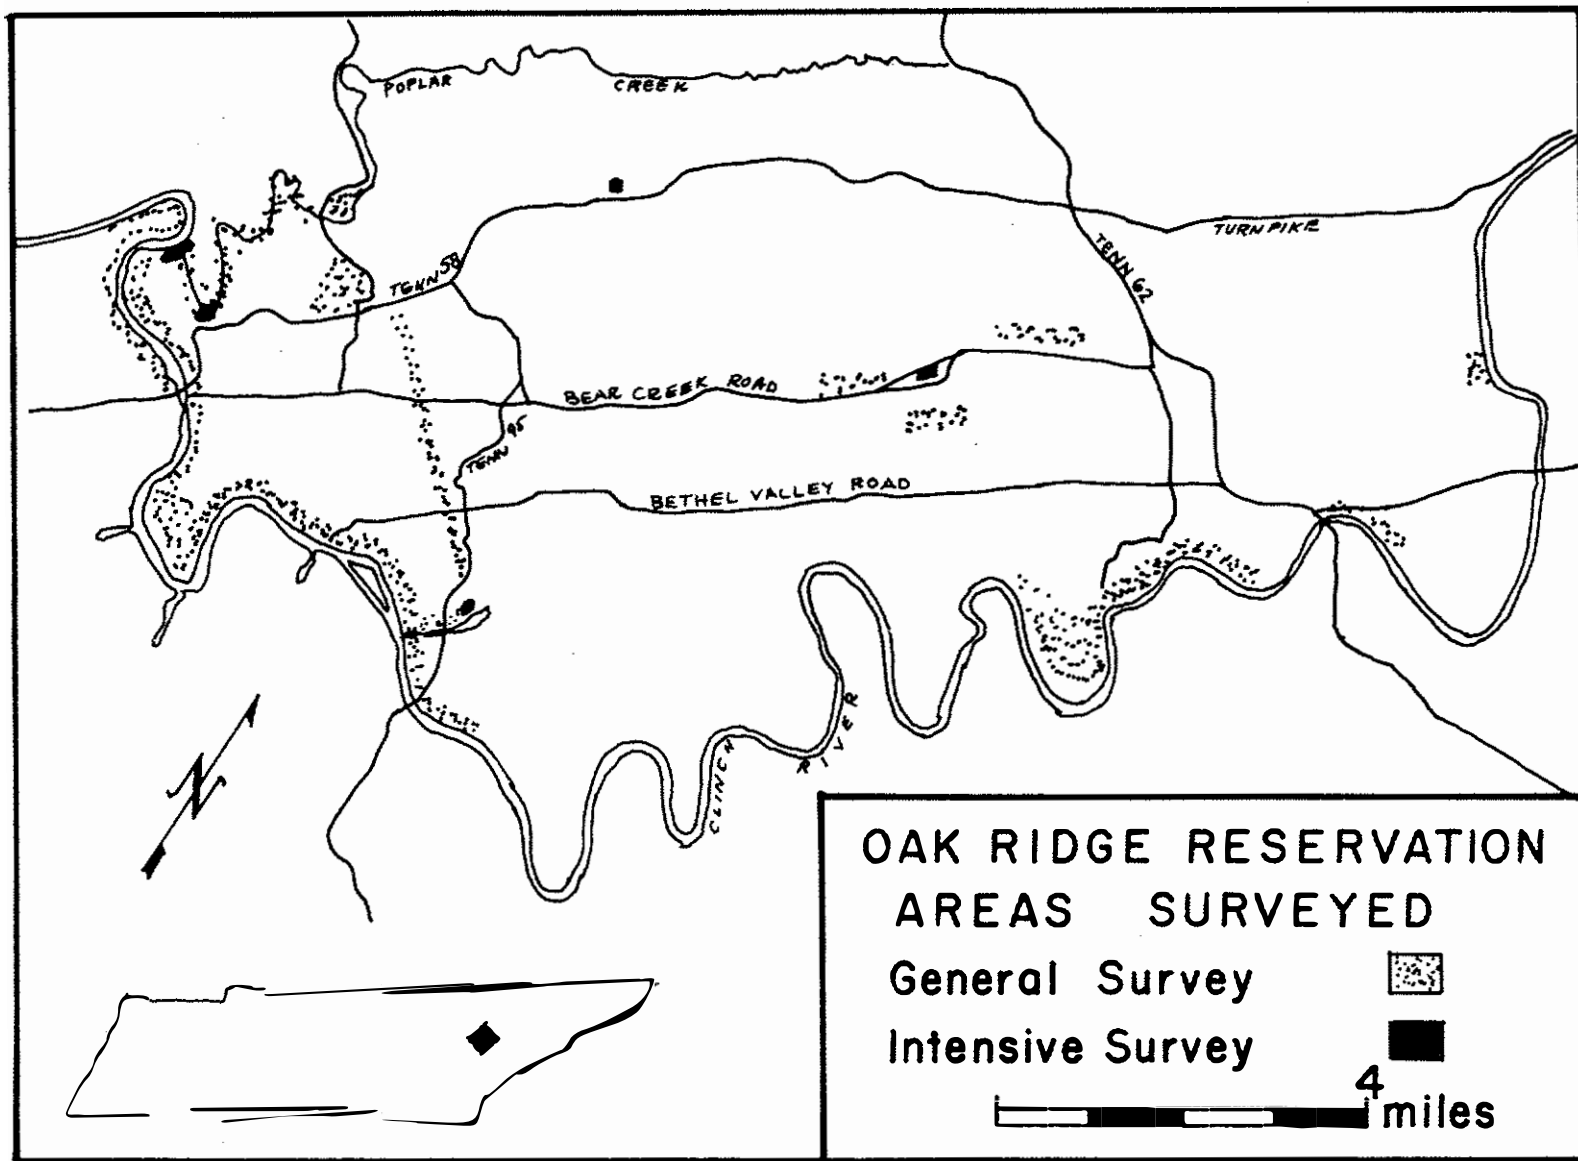 POPLAR CREEK
TURNPIKE
TENN 62
TENN 58
BEAR CREEK ROAD
TENN 95
BETHEL VALLEY ROAD
CLINCH RIVER
N
OAK RIDGE RESERVATION
AREAS SURVEYED
General Survey
Intensive Survey
4
miles